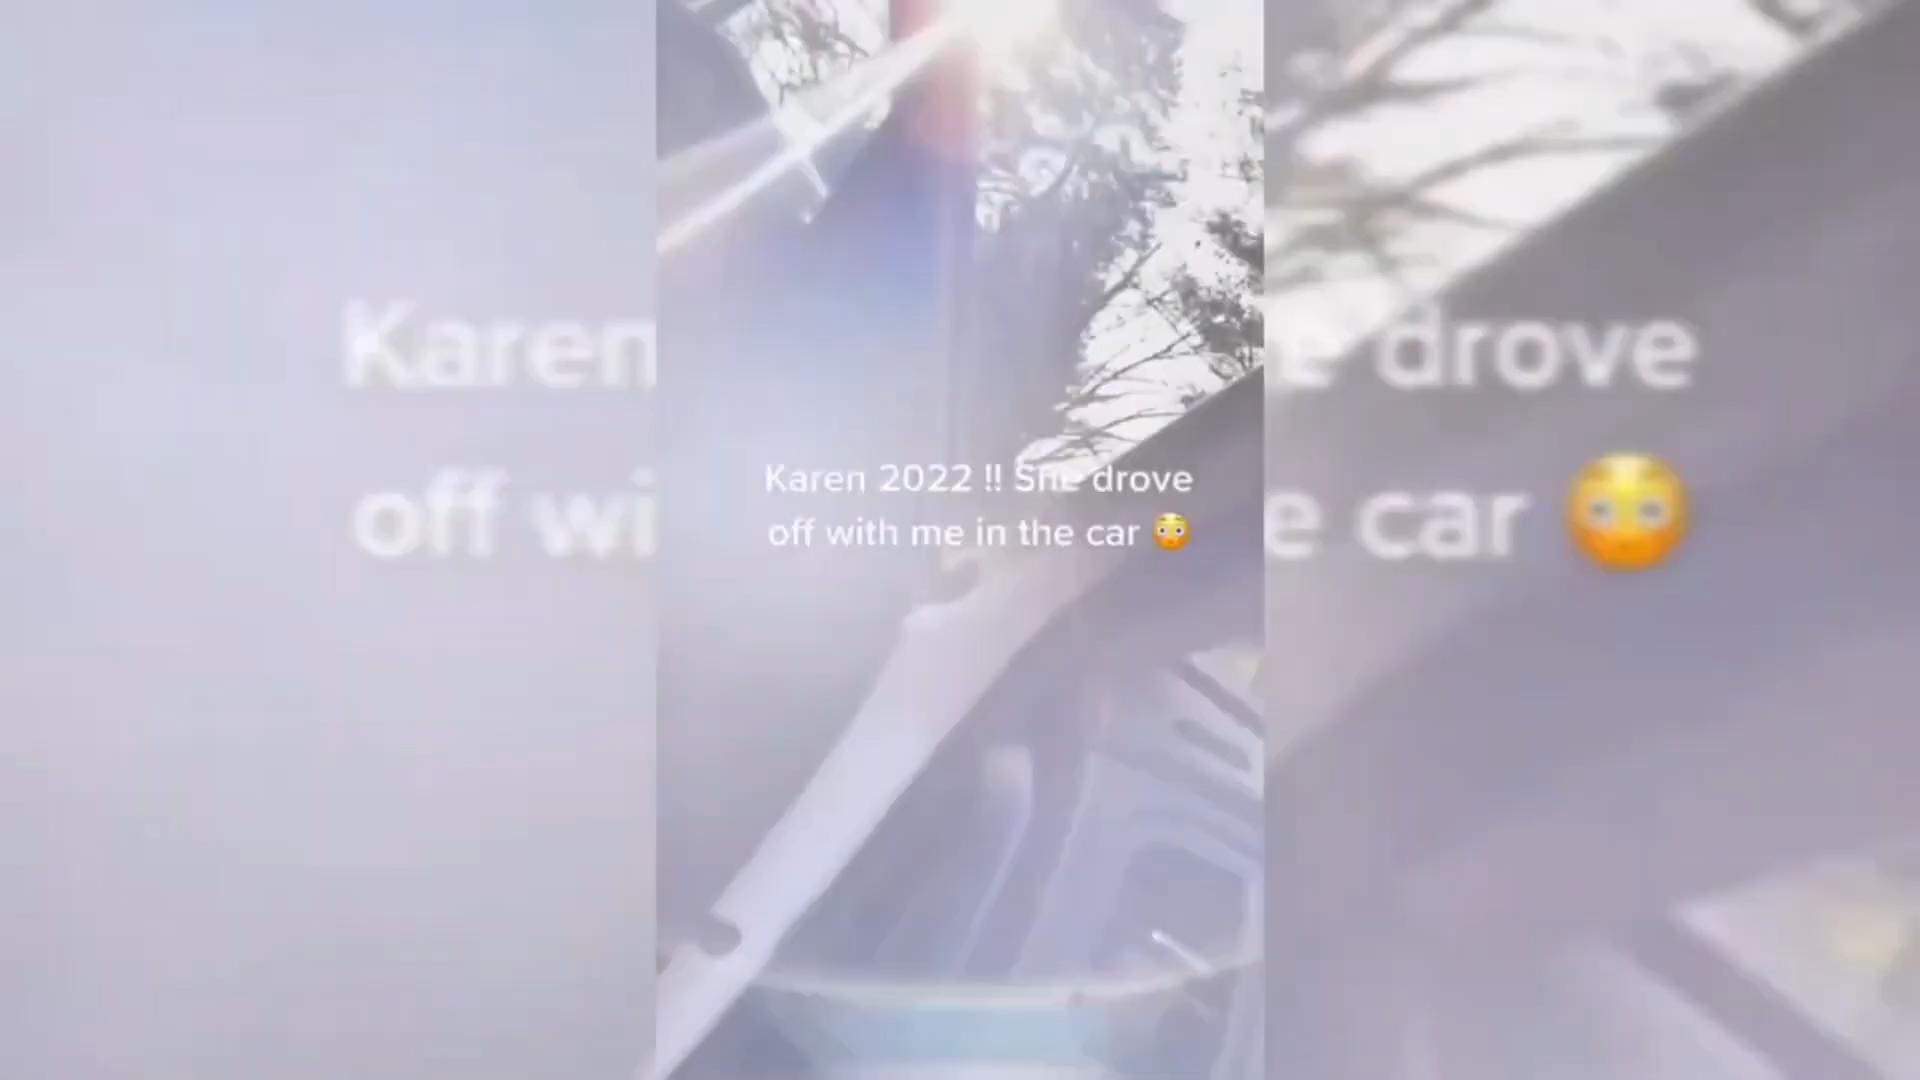 Karen 2022 !! She drove
off with me in the car 😳